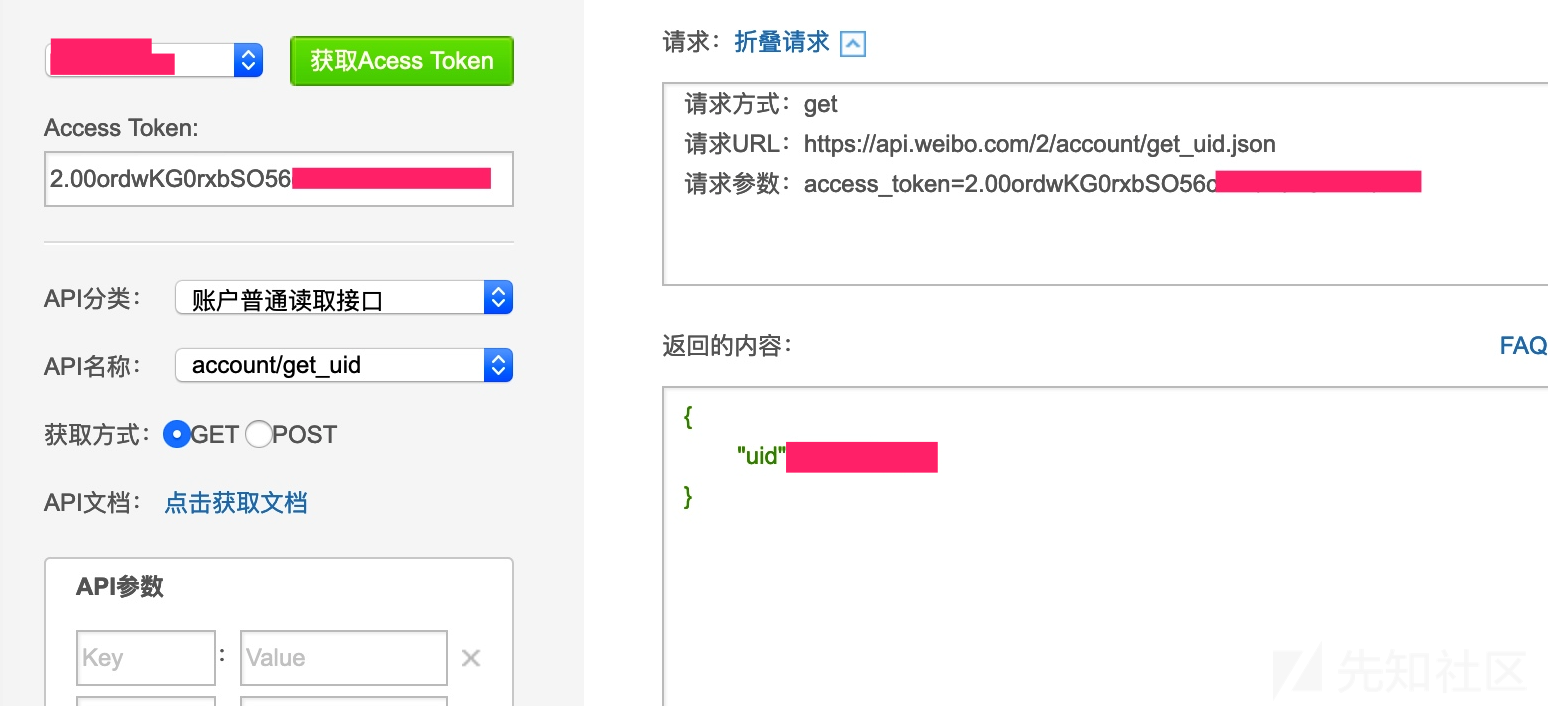 获取Acess Token
Access Token:
2.00ordwKG0rxbSO56
API分类： 账户普通读取接口
API名称： account/get_uid
获取方式： GET POST
API文档： 点击获取文档
API参数
Key : Value ×
请求： 折叠请求
请求方式： get
请求URL： https://api.weibo.com/2/account/get_uid.json
请求参数： access_token=2.00ordwKG0rxbSO56
返回的内容：
FAQ
{
"uid"
}
先知社区